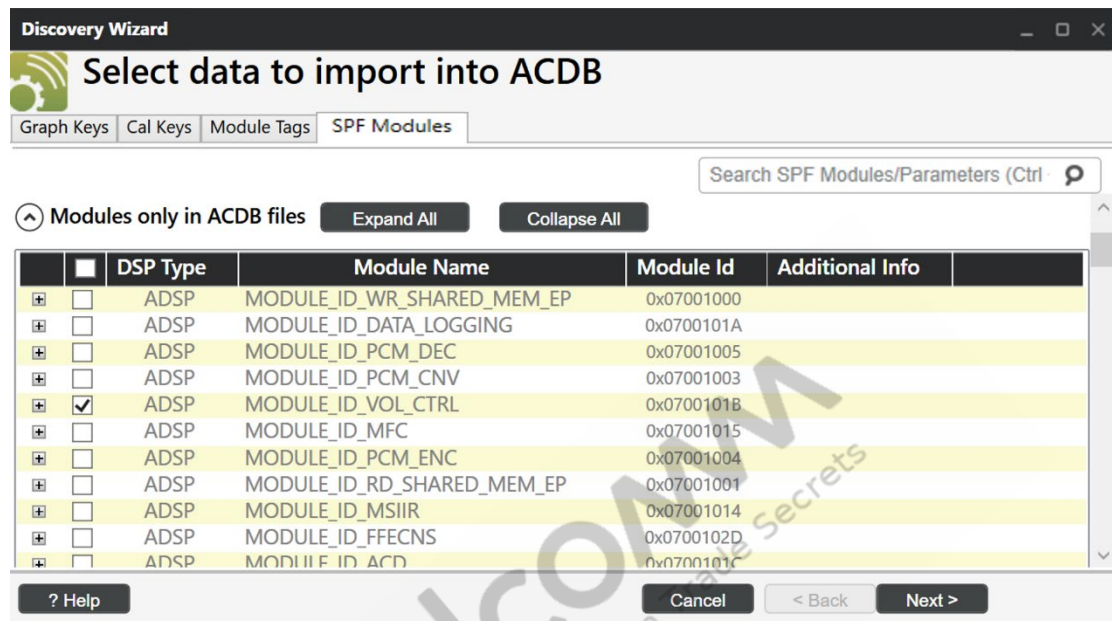 Discovery Wizard
Select data to import into ACDB
Graph Keys Cal Keys Module Tags SPF Modules
Search SPF Modules/Parameters (Ctrl
Modules only in ACDB files Expand All Collapse All
DSP Type Module Name Module Id Additional Info
ADSP MODULE_ID_WR_SHARED_MEM_EP 0x07001000
ADSP MODULE_ID_DATA_LOGGING 0x0700101A
ADSP MODULE_ID_PCM_DEC 0x07001005
ADSP MODULE_ID_PCM_CNV 0x07001003
ADSP MODULE_ID_VOL_CTRL 0x0700101B
ADSP MODULE_ID_MFC 0x07001015
ADSP MODULE_ID_PCM_ENC 0x07001004
ADSP MODULE_ID_RD_SHARED_MEM_EP 0x07001001
ADSP MODULE_ID_MSIIR 0x07001014
ADSP MODULE_ID_FFECNS 0x0700102D
ADSP MODULE_ID_ACD 0x0700101C
? Help Cancel < Back Next >
Trade Secrets